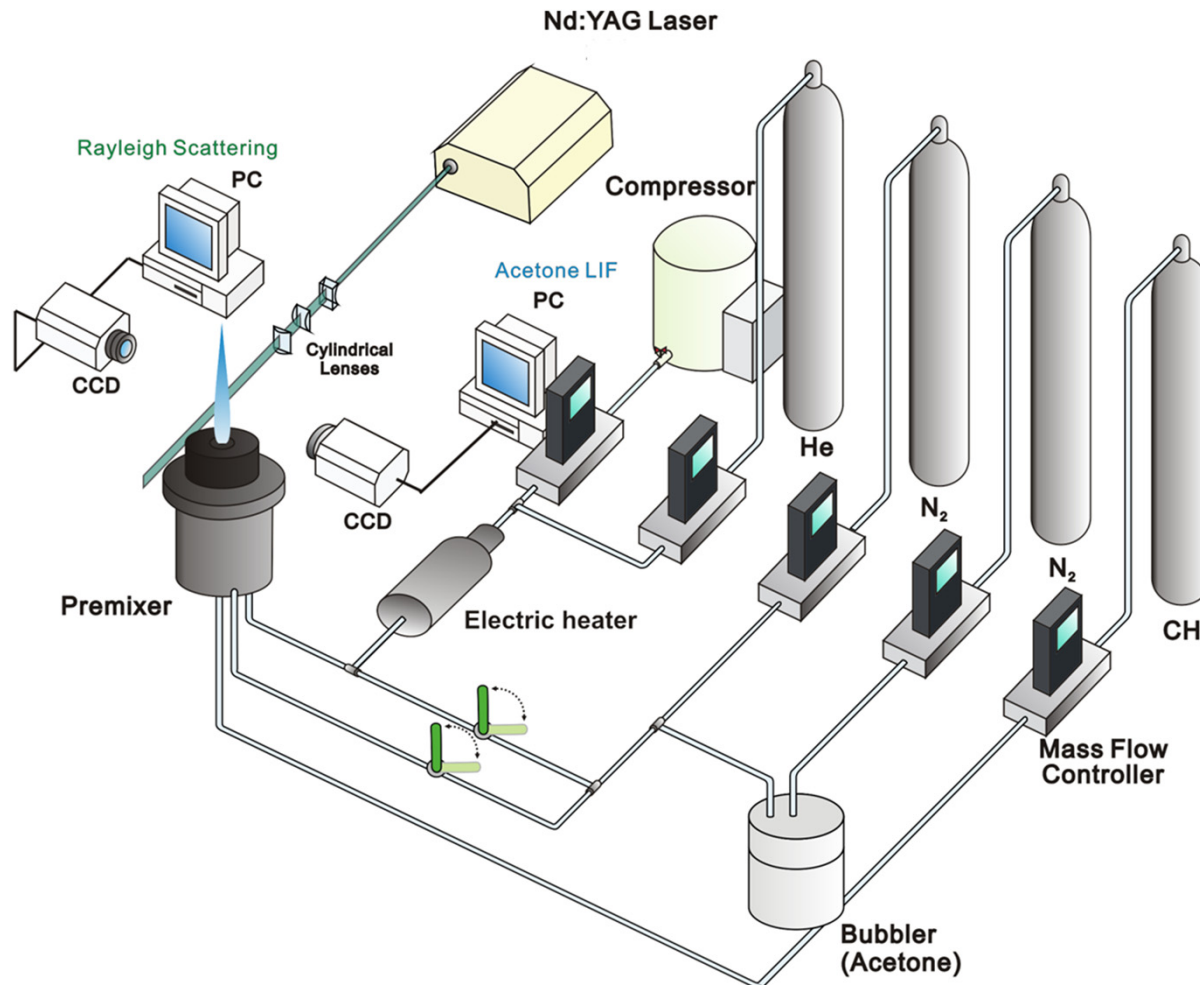 Nd:YAG Laser
Rayleigh Scattering
PC
Compressor
Acetone LIF
PC
Cylindrical
Lenses
CCD
CCD
He
N₂
N₂
CH
Premixer
Electric heater
Mass Flow
Controller
Bubbler
(Acetone)